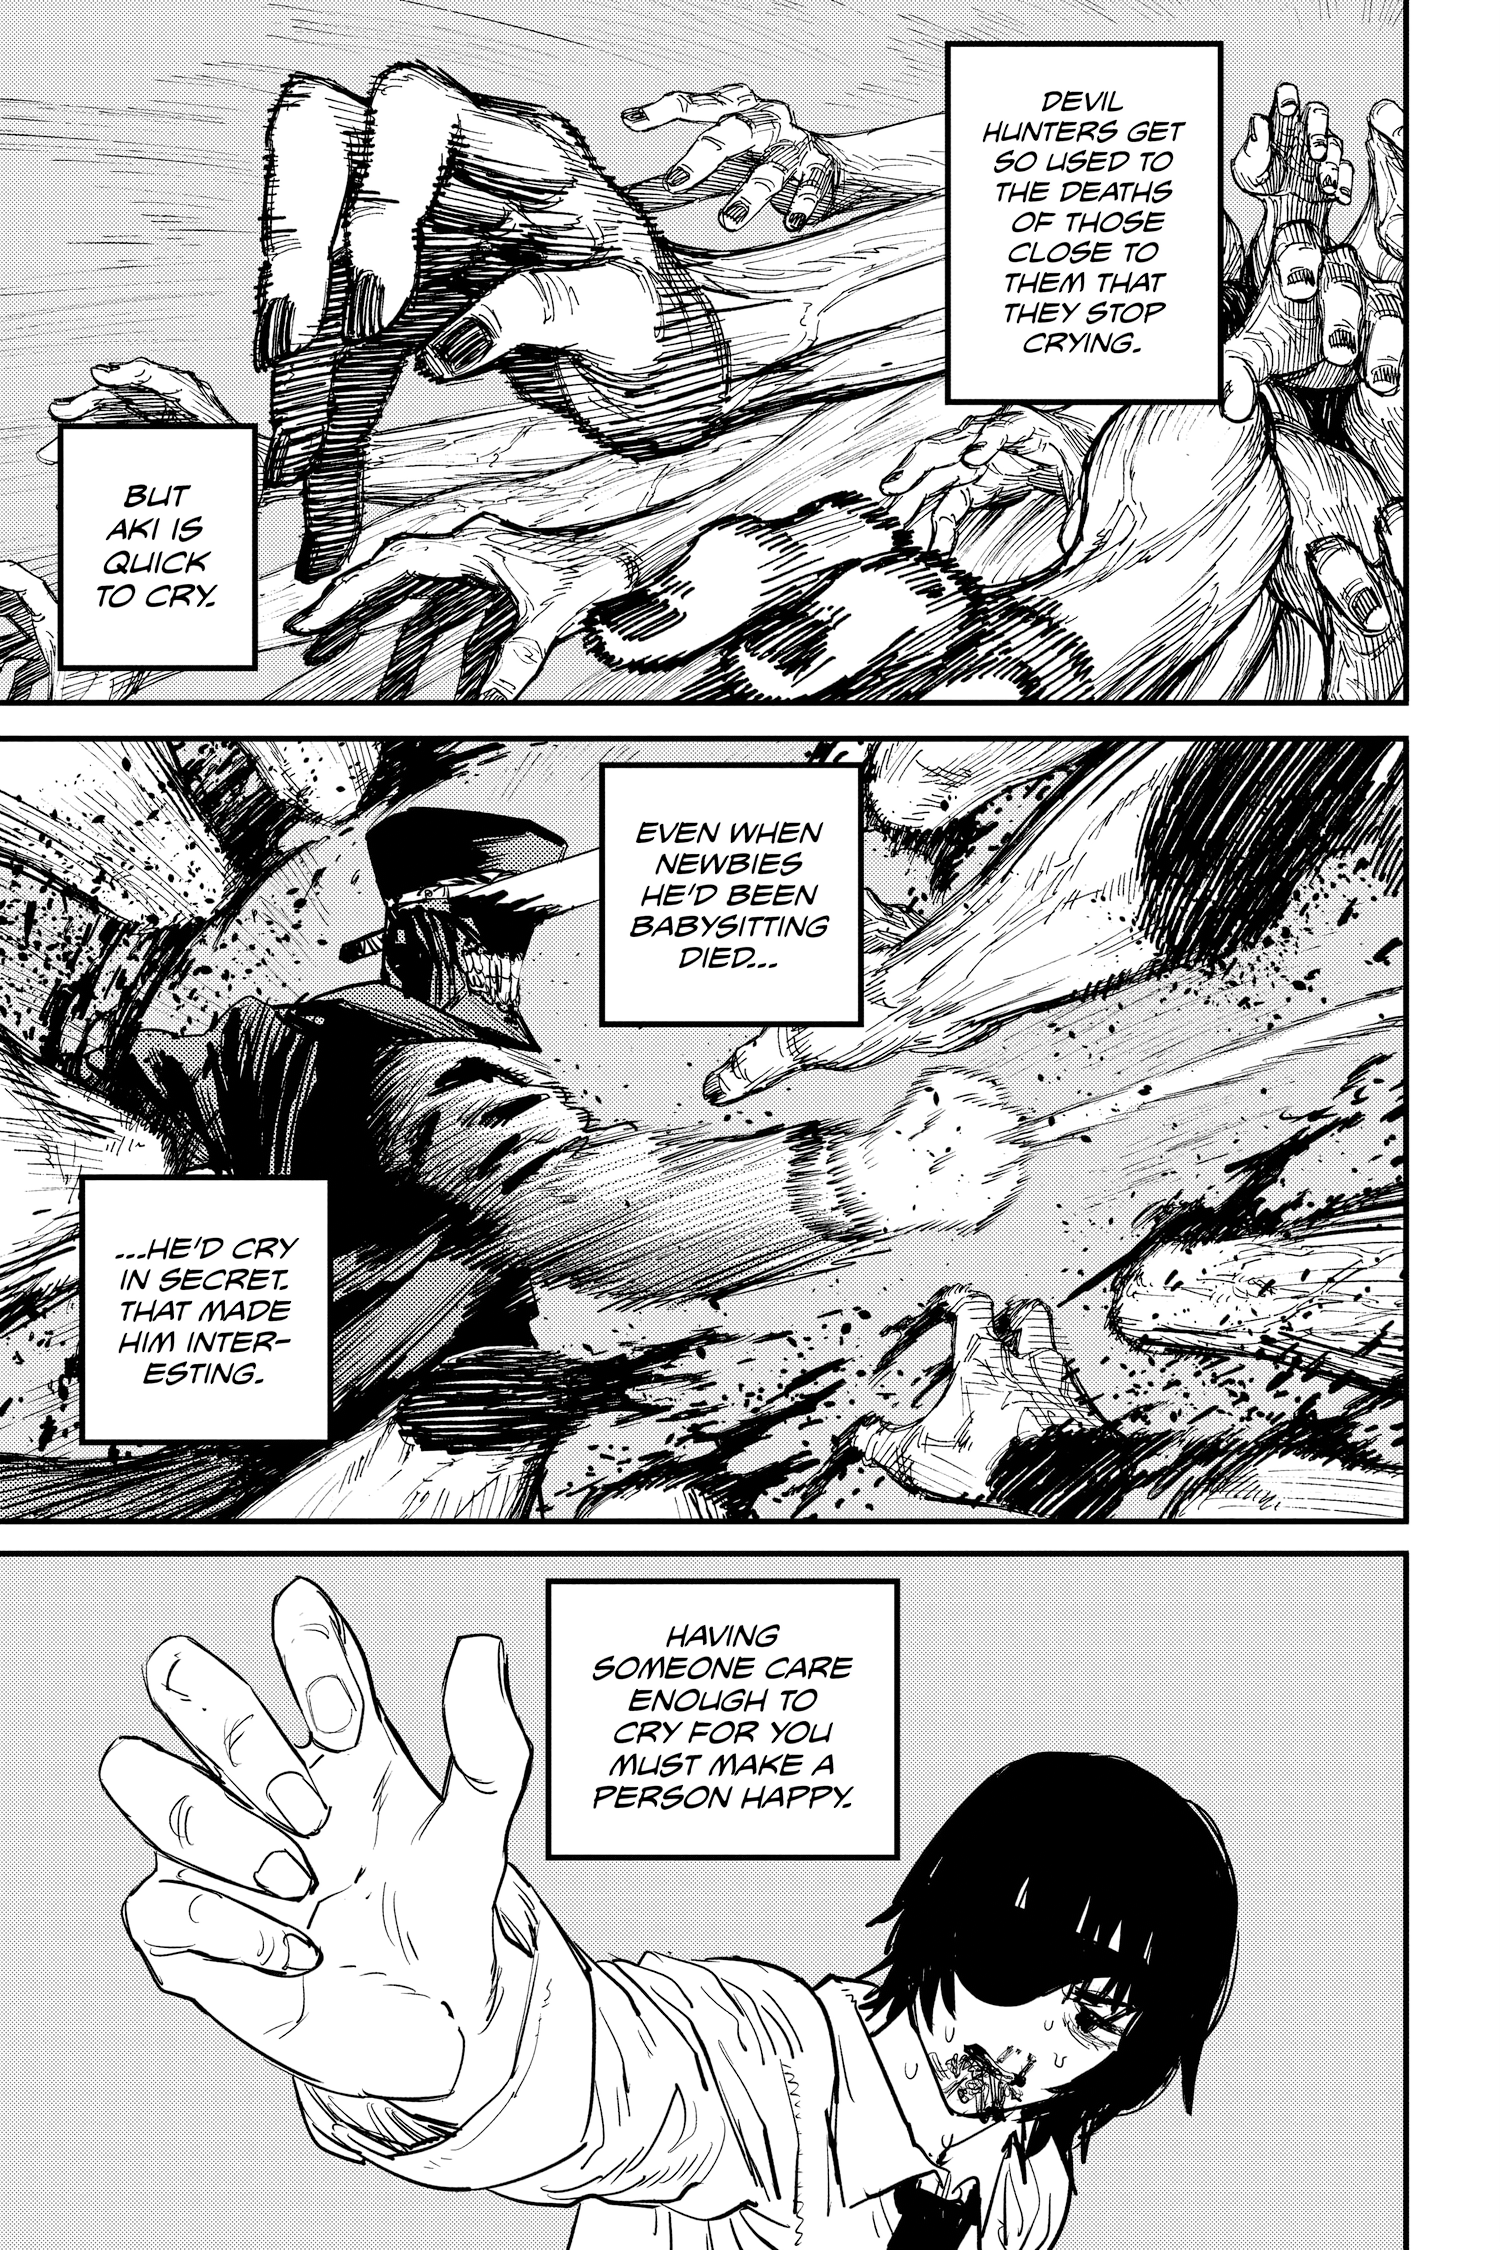 DEVIL
HUNTERS GET
SO USED TO
THE DEATHS
OF THOSE
CLOSE TO
THEM THAT
THEY STOP
CRYING.
BUT
AKI IS
QUICK
TO CRY.
EVEN WHEN
NEWBIES
HE'D BEEN
BABYSITTING
DIED...
...HE'D CRY
IN SECRET.
THAT MADE
HIM INTER-
ESTING.
HAVING
SOMEONE CARE
ENOUGH TO
CRY FOR YOU
MUST MAKE A
PERSON HAPPY.